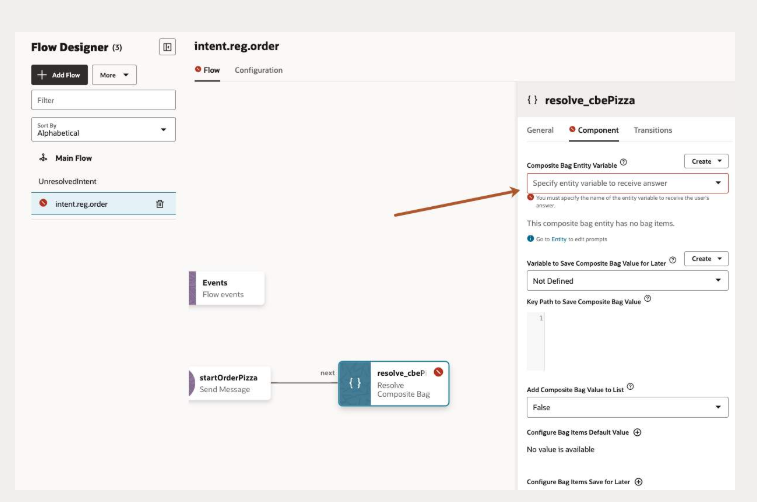 Flow Designer (3)
+ Add Flow
More
Filter
Sort By
Alphabetical
Main Flow
UnresolvedIntent
intent.reg.order
intent.reg.order
Flow
Configuration
Events
Flow events
startOrderPizza
Send Message
next
resolve_cbePi
Resolve
Composite Bag
{ }
{ } resolve_cbePizza
General
Component
Transitions
Composite Bag Entity Variable
Create
Specify entity variable to receive answer
You must specify the name of the entity variable to receive the user's
answer.
This composite bag entity has no bag items.
Go to Entity to edit prompts
Variable to Save Composite Bag Value for Later
Create
Not Defined
Key Path to Save Composite Bag Value
1
Add Composite Bag Value to List
False
Configure Bag Items Default Value
No value is available
Configure Bag Items Save for Later